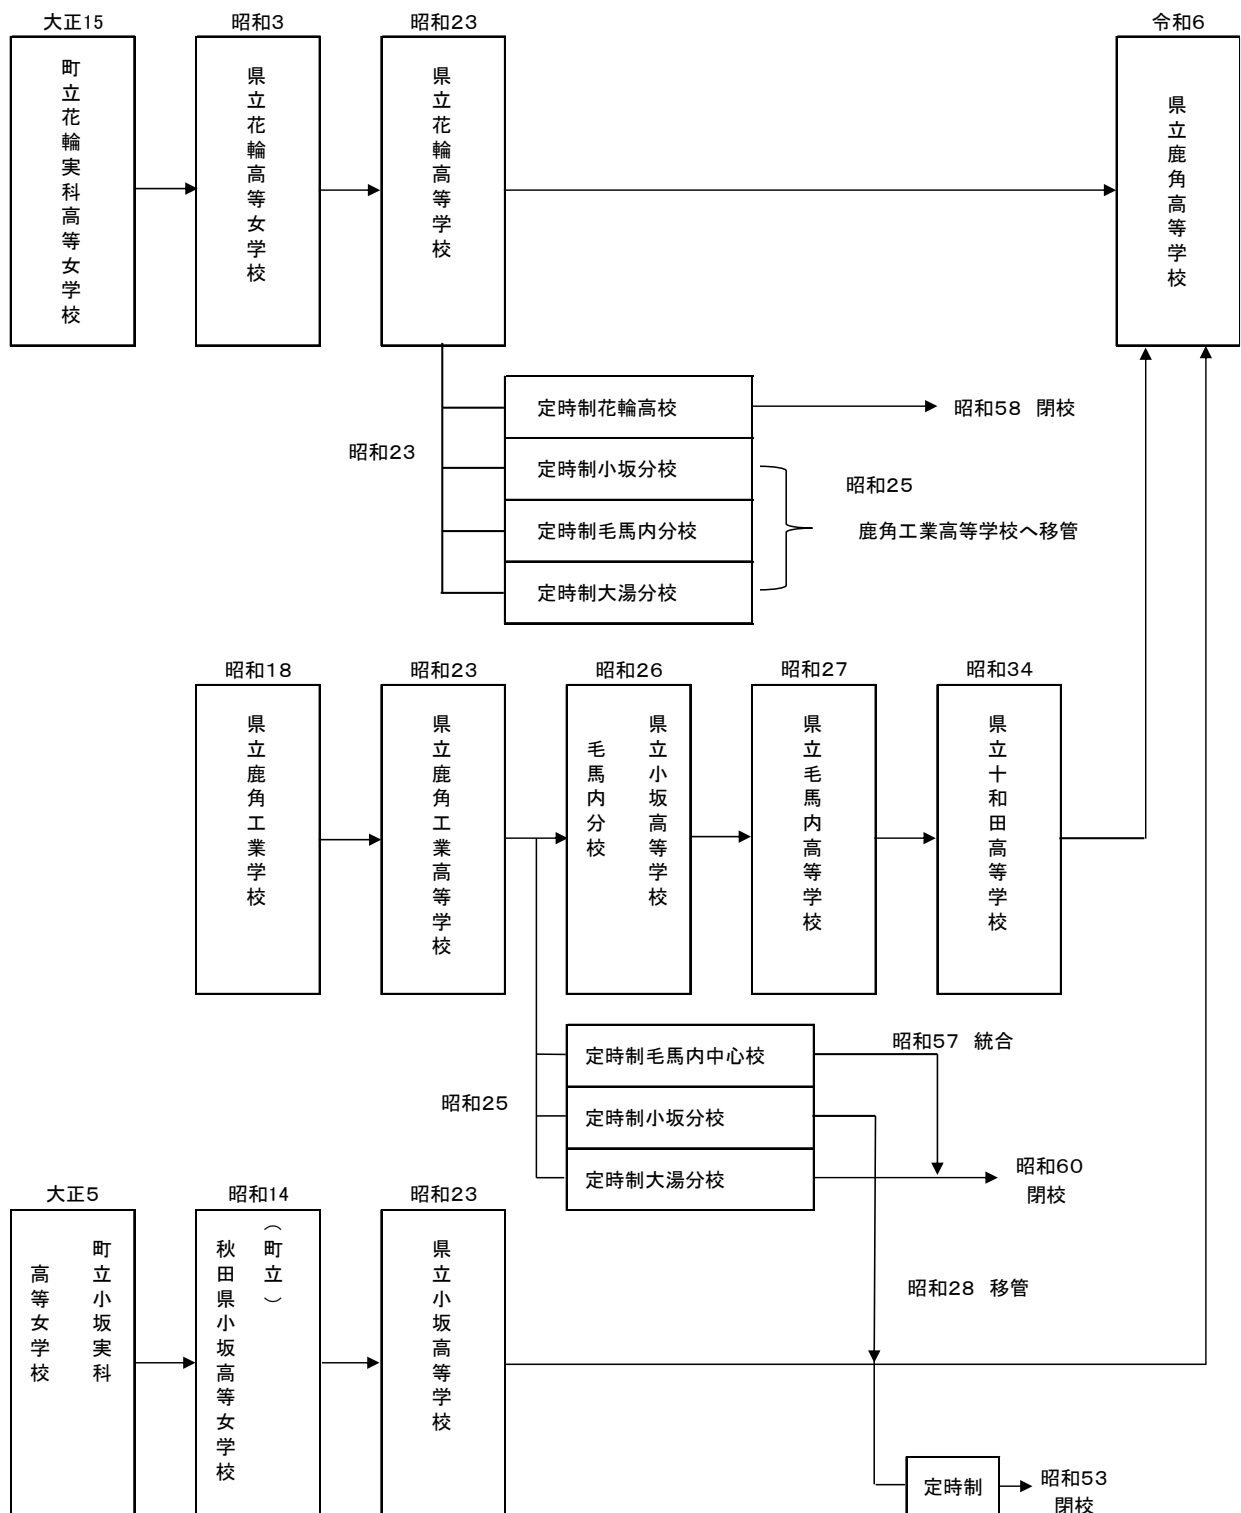 大正15
昭和3
昭和23
令和6
町立花輪実科高等女学校
県立花輪高等女学校
県立花輪高等学校
県立鹿角高等学校
昭和23
定時制花輪高校
昭和58 閉校
定時制小坂分校
定時制毛馬内分校
定時制大湯分校
昭和25
鹿角工業高等学校へ移管
昭和18
昭和23
昭和26
昭和27
昭和34
県立鹿角工業学校
県立鹿角工業高等学校
県立小坂高等学校
毛馬内分校
県立毛馬内高等学校
県立十和田高等学校
昭和25
定時制毛馬内中心校
定時制小坂分校
定時制大湯分校
昭和57 統合
昭和60
閉校
昭和28 移管
大正5
昭和14
昭和23
町立小坂実科
高等女学校
（町立）
秋田県小坂高等女学校
県立小坂高等学校
定時制
昭和53
閉校